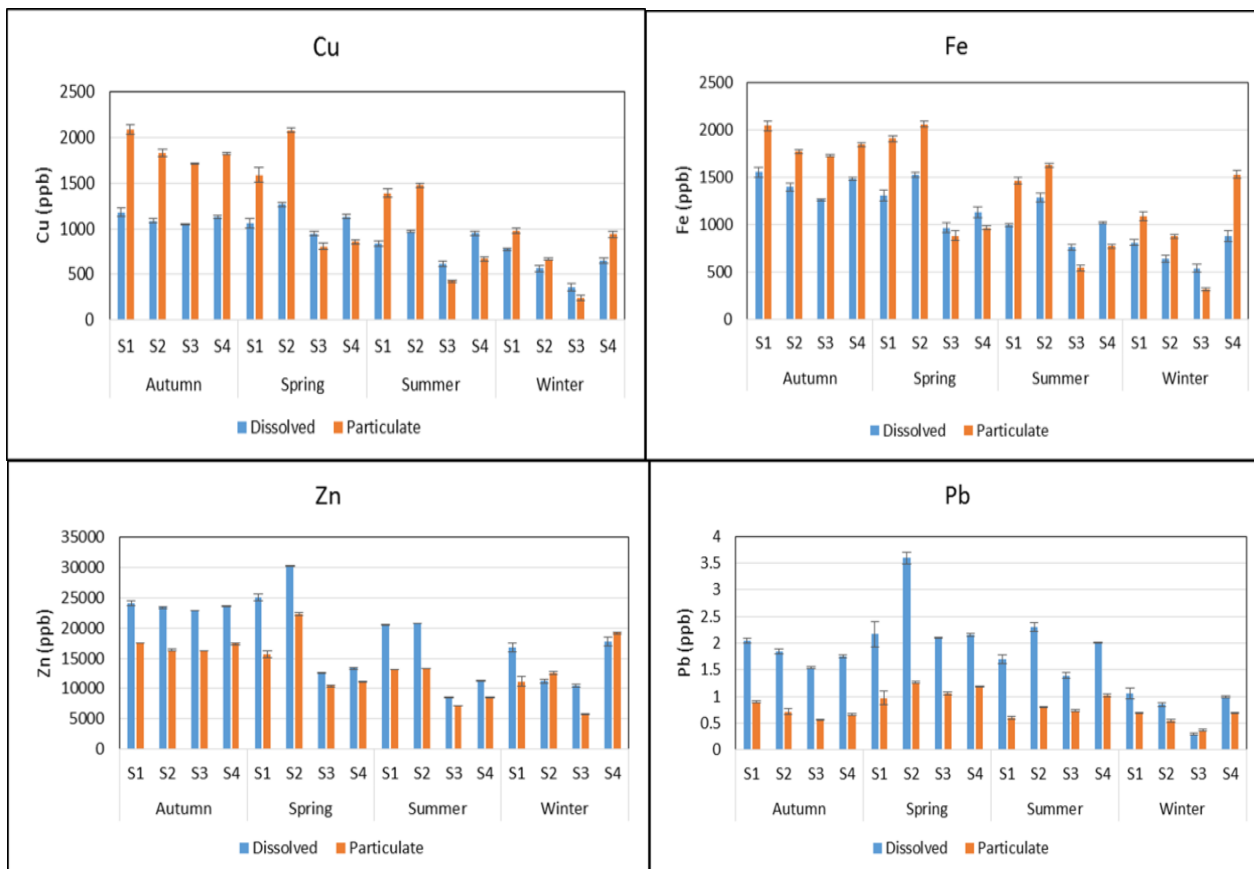 Cu
Cu (ppb)
2500
2000
1500
1000
500
0
S1 S2 S3 S4 S1 S2 S3 S4 S1 S2 S3 S4 S1 S2 S3 S4
Autumn Spring Summer Winter
Dissolved Particulate
Fe
Fe (ppb)
2500
2000
1500
1000
500
0
S1 S2 S3 S4 S1 S2 S3 S4 S1 S2 S3 S4 S1 S2 S3 S4
Autumn Spring Summer Winter
Dissolved Particulate
Zn
Zn (ppb)
35000
30000
25000
20000
15000
10000
5000
0
S1 S2 S3 S4 S1 S2 S3 S4 S1 S2 S3 S4 S1 S2 S3 S4
Autumn Spring Summer Winter
Dissolved Particulate
Pb
Pb (ppb)
4
3.5
3
2.5
2
1.5
1
0.5
0
S1 S2 S3 S4 S1 S2 S3 S4 S1 S2 S3 S4 S1 S2 S3 S4
Autumn Spring Summer Winter
Dissolved Particulate